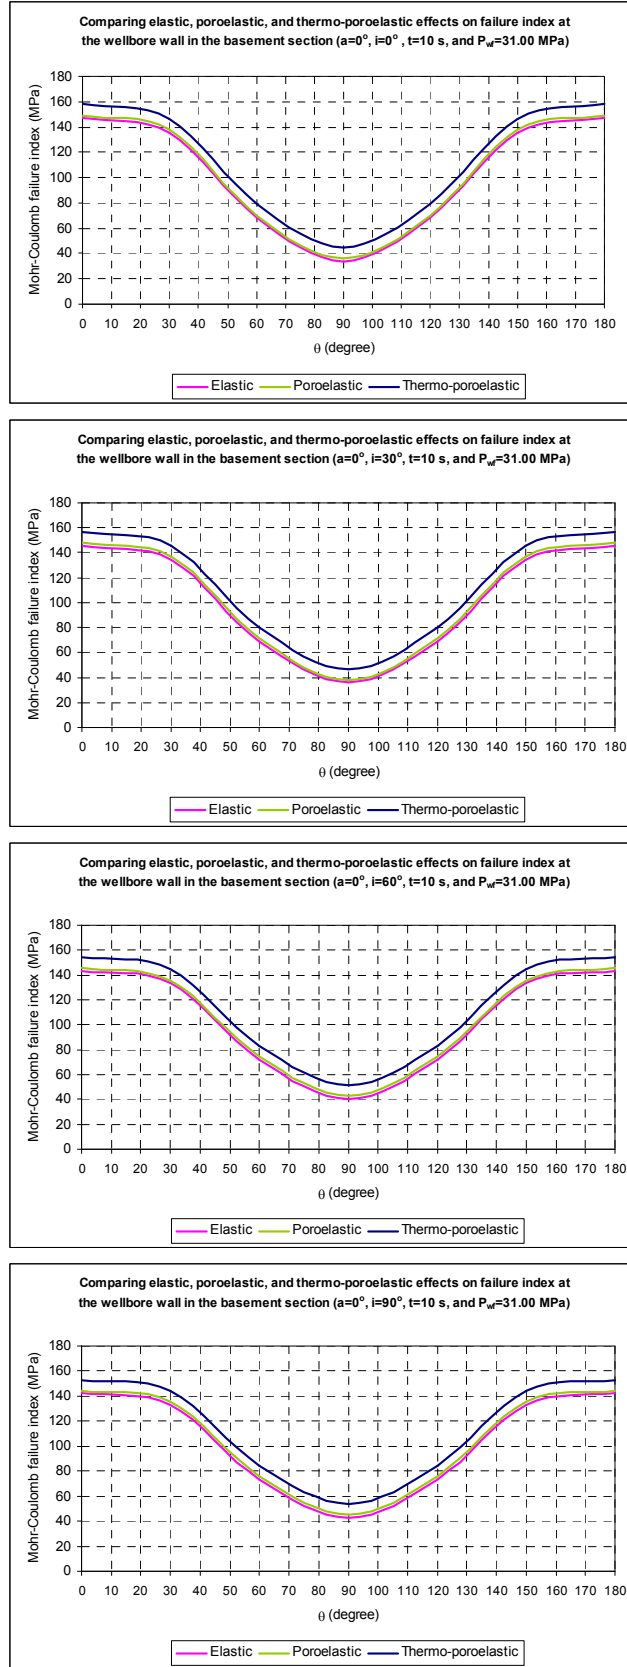 Comparing elastic, poroelastic, and thermo-poroelastic effects on failure index at
the wellbore wall in the basement section (a=0°, i=0° , t=10 s, and Pwf=31.00 MPa)
Mohr-Coulomb failure index (MPa)
180
160
140
120
100
80
60
40
20
0
0 10 20 30 40 50 60 70 80 90 100 110 120 130 140 150 160 170 180
θ (degree)
Elastic Poroelastic Thermo-poroelastic
Comparing elastic, poroelastic, and thermo-poroelastic effects on failure index at
the wellbore wall in the basement section (a=0°, i=30°, t=10 s, and Pwf=31.00 MPa)
Mohr-Coulomb failure index (MPa)
180
160
140
120
100
80
60
40
20
0
0 10 20 30 40 50 60 70 80 90 100 110 120 130 140 150 160 170 180
θ (degree)
Elastic Poroelastic Thermo-poroelastic
Comparing elastic, poroelastic, and thermo-poroelastic effects on failure index at
the wellbore wall in the basement section (a=0°, i=60°, t=10 s, and Pwf=31.00 MPa)
Mohr-Coulomb failure index (MPa)
180
160
140
120
100
80
60
40
20
0
0 10 20 30 40 50 60 70 80 90 100 110 120 130 140 150 160 170 180
θ (degree)
Elastic Poroelastic Thermo-poroelastic
Comparing elastic, poroelastic, and thermo-poroelastic effects on failure index at
the wellbore wall in the basement section (a=0°, i=90°, t=10 s, and Pwf=31.00 MPa)
Mohr-Coulomb failure index (MPa)
180
160
140
120
100
80
60
40
20
0
0 10 20 30 40 50 60 70 80 90 100 110 120 130 140 150 160 170 180
θ (degree)
Elastic Poroelastic Thermo-poroelastic